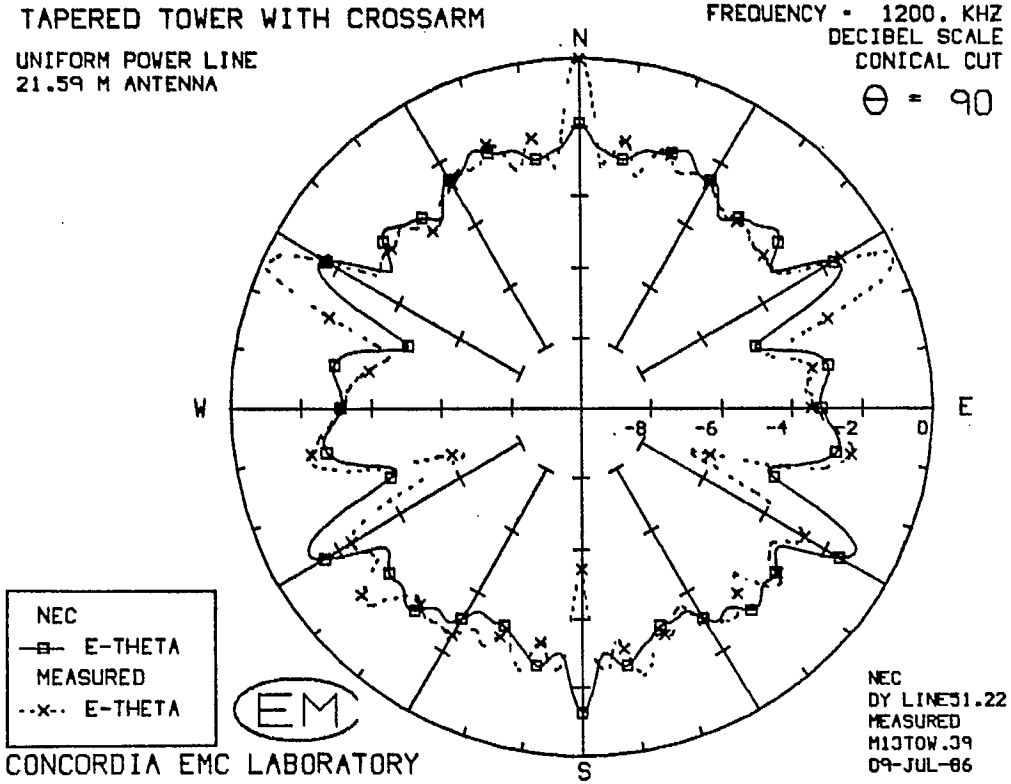 TAPERED TOWER WITH CROSSARM
UNIFORM POWER LINE
21.59 M ANTENNA
FREQUENCY = 1200. KHZ
DECIBEL SCALE
CONICAL CUT
θ = 90
N
W
E
-8 -6 -4 -2 0
S
NEC
E-THETA
MEASURED
E-THETA
EMC
CONCORDIA EMC LABORATORY
NEC
DY LINE51.22
MEASURED
M13TOW.39
09-JUL-86